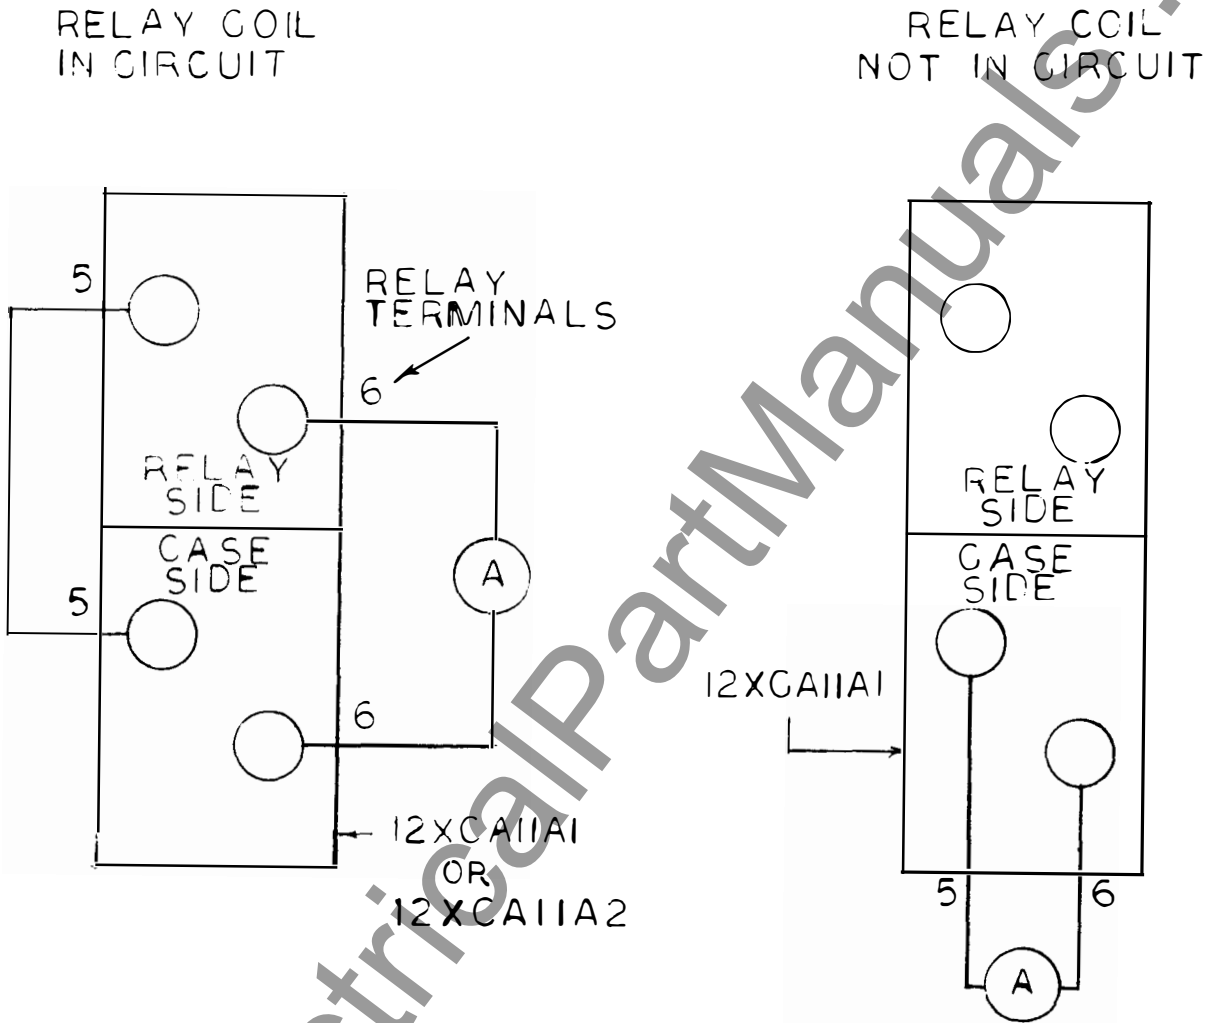 RELAY COIL
IN CIRCUIT
5
RELAY
TERMINALS
6
RELAY
SIDE
CASE
SIDE
A
5
6
12XCA11A1
OR
12XCA11A2
RELAY COIL
NOT IN CIRCUIT
RELAY
SIDE
CASE
SIDE
12XCA11A1
5
6
A
ctricalPartManuals.